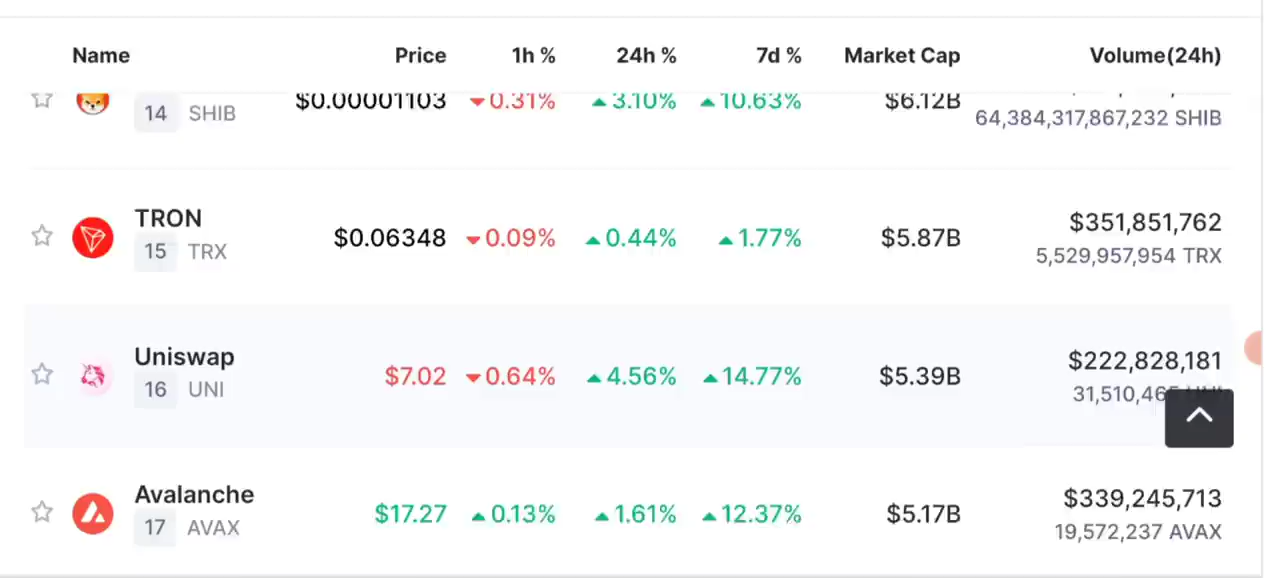 Name Price 1h % 24h % 7d % Market Cap Volume(24h)
$0.00001103 0.31% 3.10% 10.63% $6.12B
14 SHIB 64,384,317,867,232 SHIB
TRON $351,851,762
$0.06348 0.09% 0.44% 1.77% $5.87B
15 TRX 5,529,957,954 TRX
Uniswap $222,828,181
$7.02 0.64% 4.56% 14.77% $5.39B
16 UNI
Avalanche $339,245,713
$17.27 0.13% 1.61% 12.37% $5.17B
17 AVAX 19,572,237 AVAX